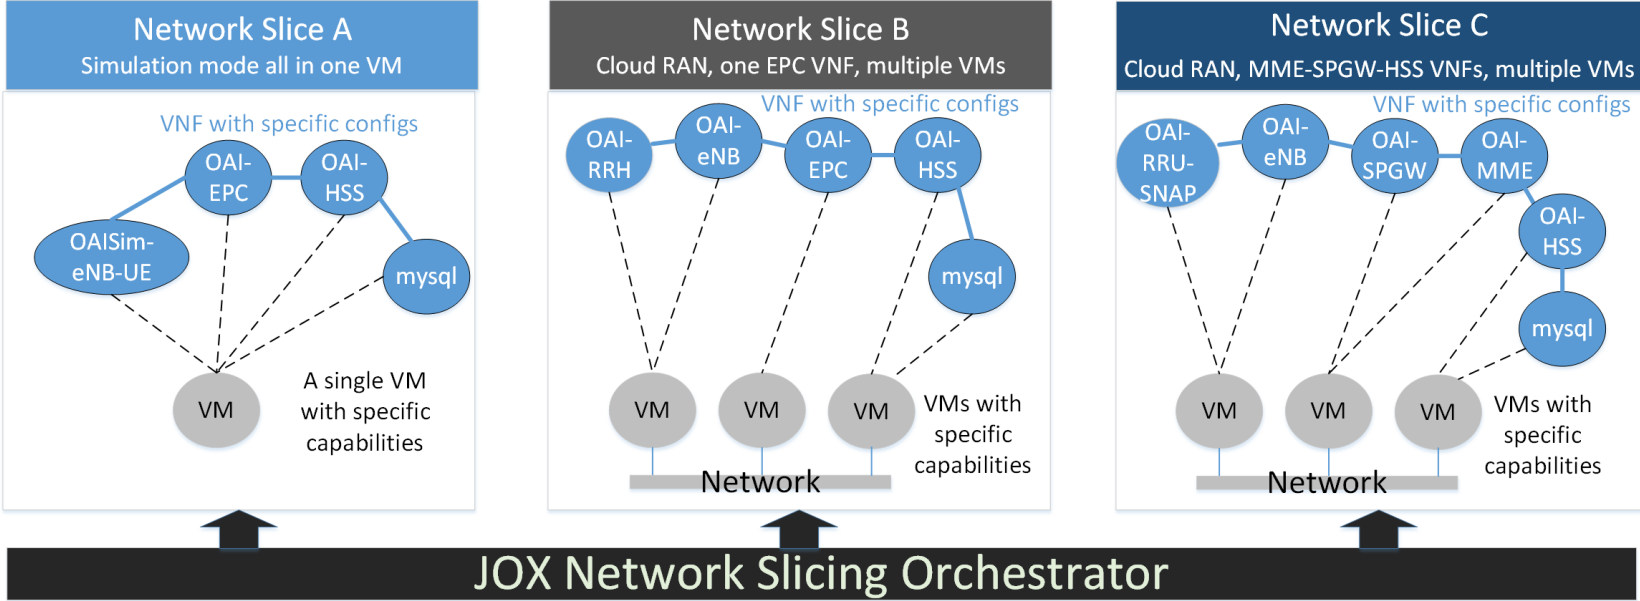 Network Slice A
Simulation mode all in one VM
VNF with specific configs
OAI-
EPC
OAI-
HSS
OAISim-
eNB-UE
mysql
VM
A single VM
with specific
capabilities
Network Slice B
Cloud RAN, one EPC VNF, multiple VMs
VNF with specific configs
OAI-
RRH
OAI-
eNB
OAI-
EPC
OAI-
HSS
mysql
VM
VM
VM
VMs with
specific
capabilities
Network
Network Slice C
Cloud RAN, MME-SPGW-HSS VNFs, multiple VMs
VNF with specific configs
OAI-
RRU-
SNAP
OAI-
eNB
OAI-
SPGW
OAI-
MME
OAI-
HSS
mysql
VM
VM
VM
VMs with
specific
capabilities
Network
JOX Network Slicing Orchestrator